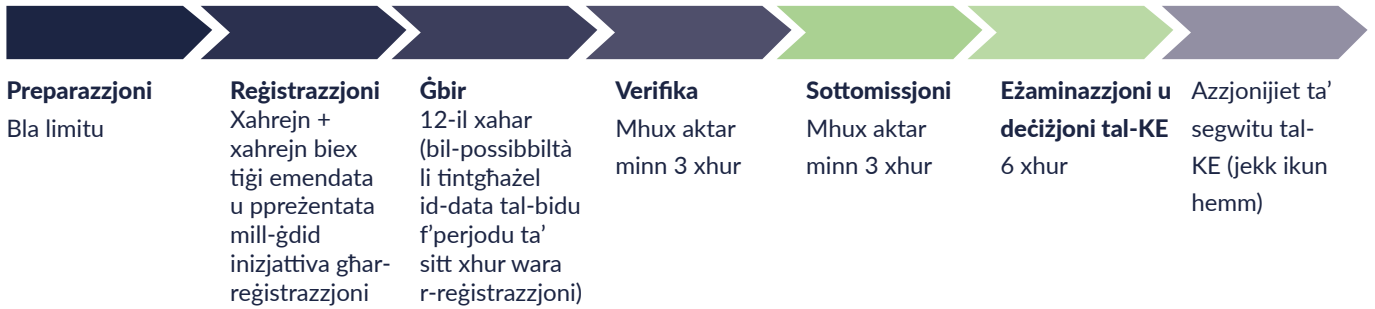 Preparazzjoni
Bla limitu
Reġistrazzjoni
Xahrejn +
xahrejn biex
tiġi emendata
u ppreżentata
mill-ġdid
inizjattiva għar-
reġistrazzjoni
Ġbir
12-il xahar
(bil-possibbiltà
li tintgħażel
id-data tal-bidu
f’perjodu ta’
sitt xhur wara
r-reġistrazzjoni)
Verifika
Mhux aktar
minn 3 xhur
Sottomissjoni
Mhux aktar
minn 3 xhur
Eżaminazzjoni u
deċiżjoni tal-KE
6 xhur
Azzjonijiet ta’
segwitu tal-
KE (jekk ikun
hemm)